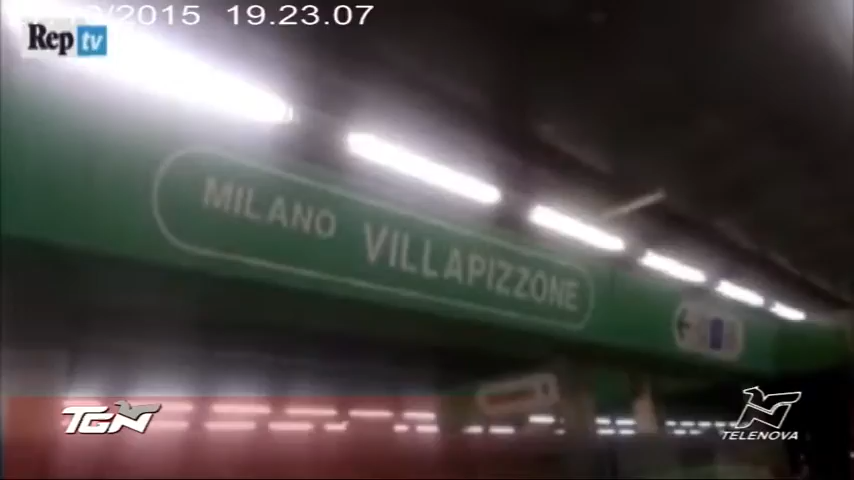 /2015 19.23.07
Rep tv
MILANO VILLAPIZZONE
TGN
TELENOVA